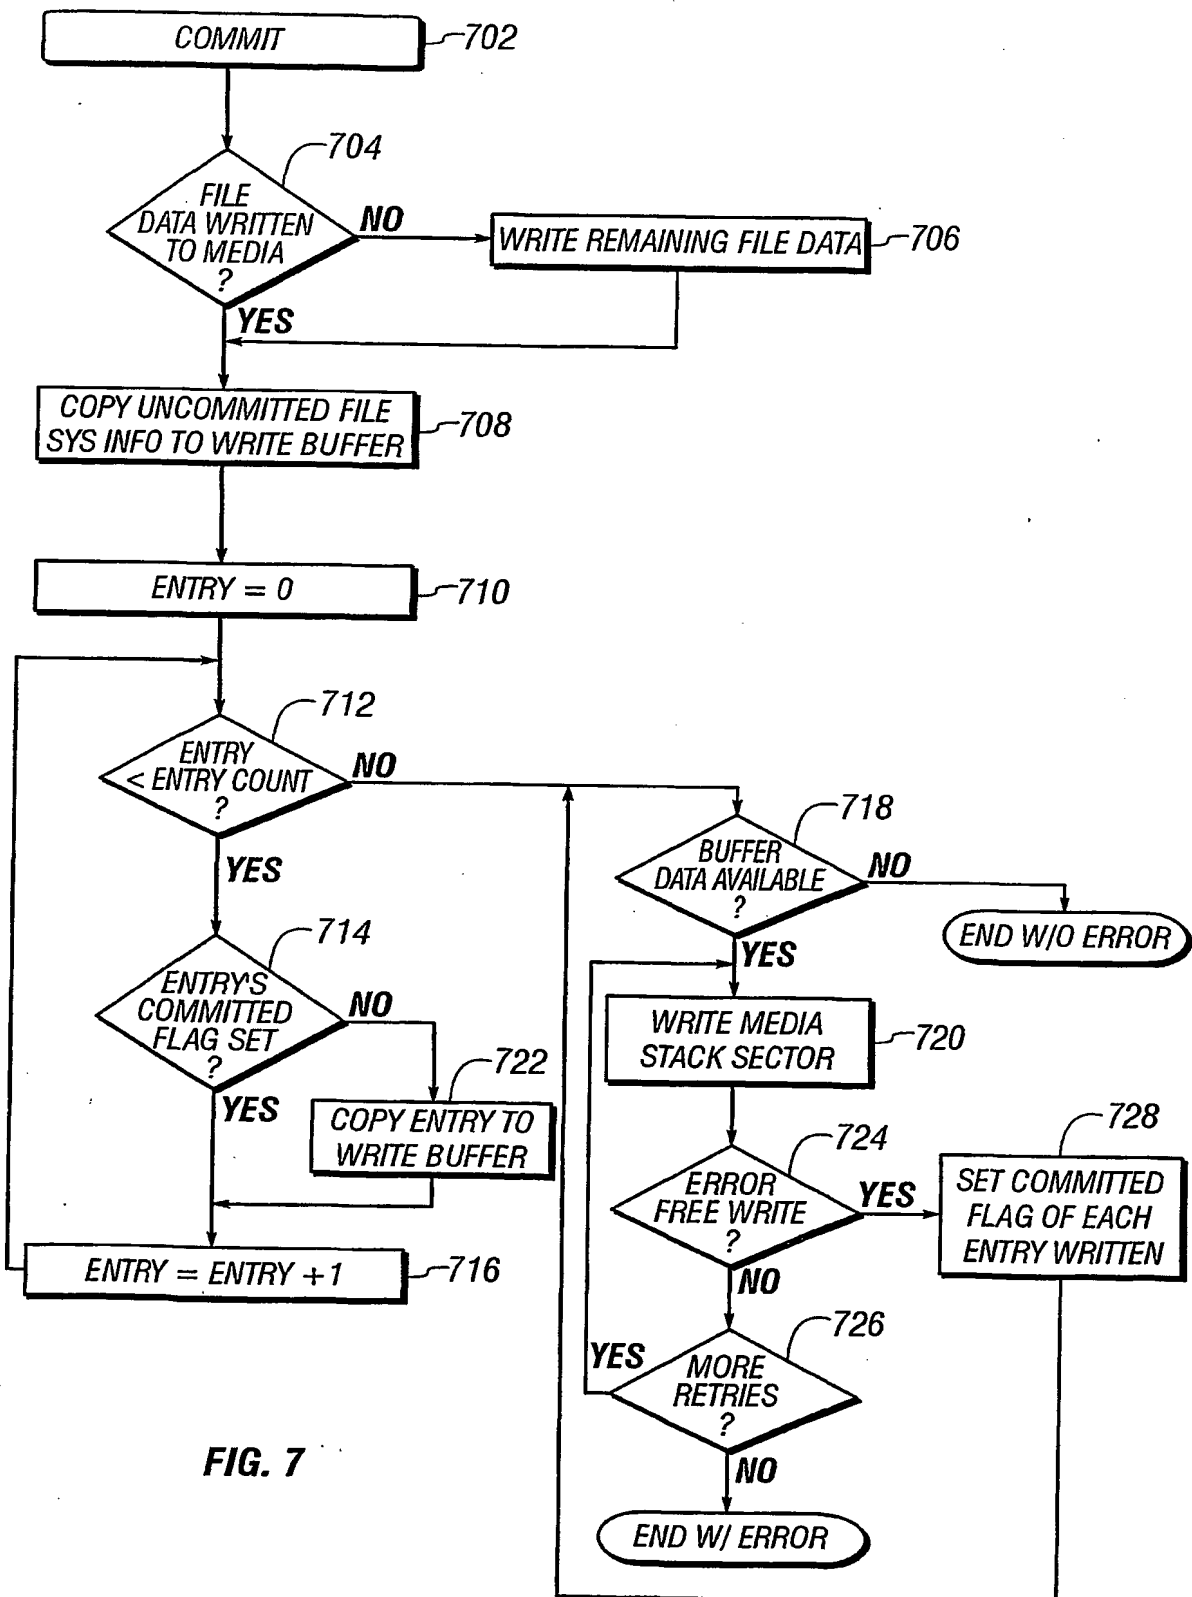 COMMIT
702
704
FILE
DATA WRITTEN
TO MEDIA
?
NO
WRITE REMAINING FILE DATA
706
YES
COPY UNCOMMITTED FILE
SYS INFO TO WRITE BUFFER
708
ENTRY = 0
710
712
ENTRY
< ENTRY COUNT
?
NO
YES
718
BUFFER
DATA AVAILABLE
?
NO
END W/O ERROR
YES
714
ENTRY'S
COMMITTED
FLAG SET
?
NO
YES
722
COPY ENTRY TO
WRITE BUFFER
WRITE MEDIA
STACK SECTOR
720
724
ERROR
FREE WRITE
?
YES
728
SET COMMITTED
FLAG OF EACH
ENTRY WRITTEN
NO
ENTRY = ENTRY +1
716
726
YES
MORE
RETRIES
?
NO
END W/ ERROR
FIG. 7